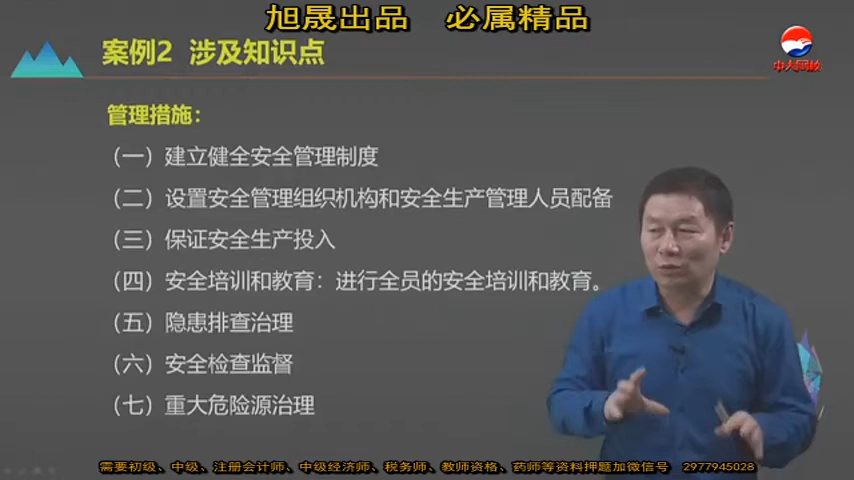 旭晟出品 必属精品
案例2 涉及知识点
中大网校
管理措施：
（一）建立健全安全管理制度
（二）设置安全管理组织机构和安全生产管理人员配备
（三）保证安全生产投入
（四）安全培训和教育：进行全员的安全培训和教育。
（五）隐患排查治理
（六）安全检查监督
（七）重大危险源治理
需要初级、中级、注册会计师、中级经济师、税务师、教师资格、药师等资料押题加微信号 2977945028